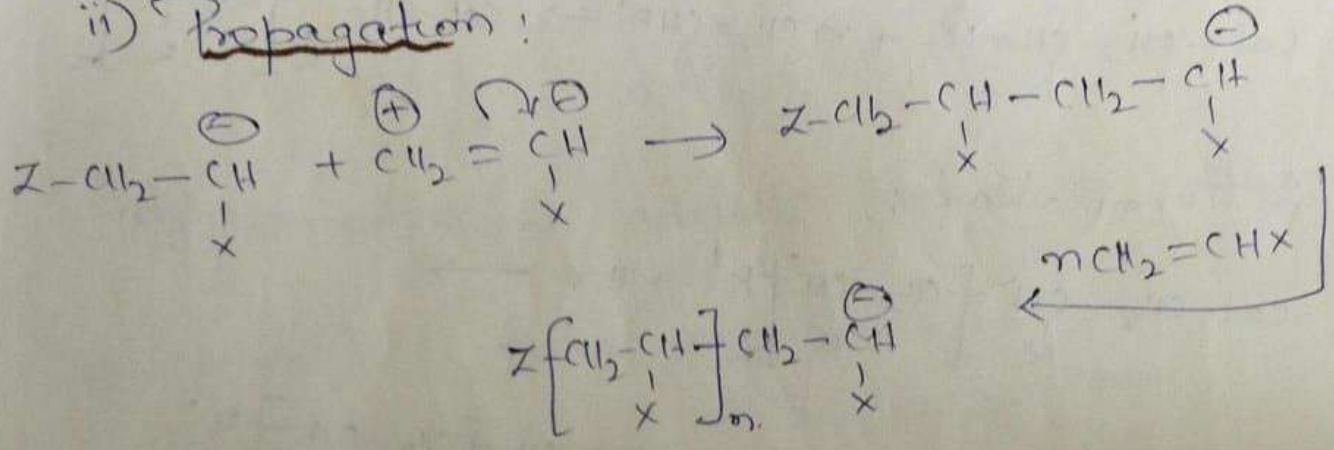 ii) Propagation :
Z-CH2-CH⊖ + ⊕CH2=CH⊖ → Z-CH2-CH-CH2-CH⊖
X X X X
nCH2=CHX
Z[CH2-CH]n CH2-CH⊖
X X